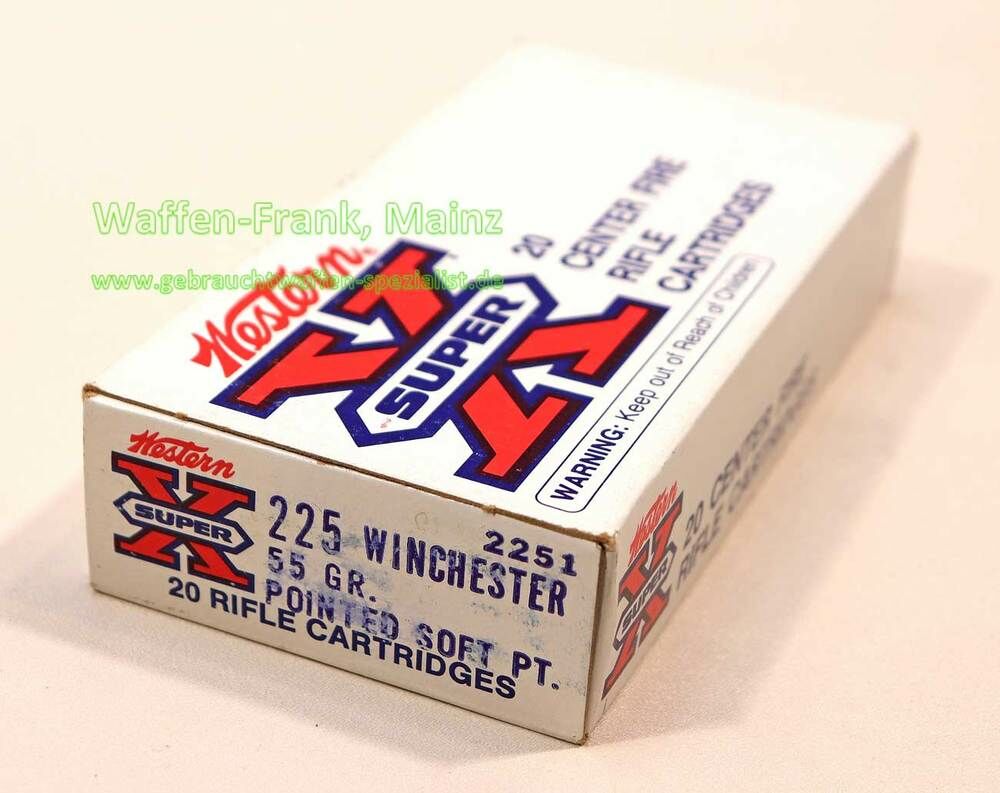 Waffen-Frank, Mainz
www.gebrauchtwaffen-spezialist.de
Western
SUPER X
20
CENTER FIRE
RIFLE
CARTRIDGES
WARNING: Keep out of Reach of Children
Western
SUPER X
2251
225 WINCHESTER
55 GR.
POINTED SOFT PT.
20 RIFLE CARTRIDGES
Western
SUPER X
20 CENTER FIRE
RIFLE CARTRIDGES